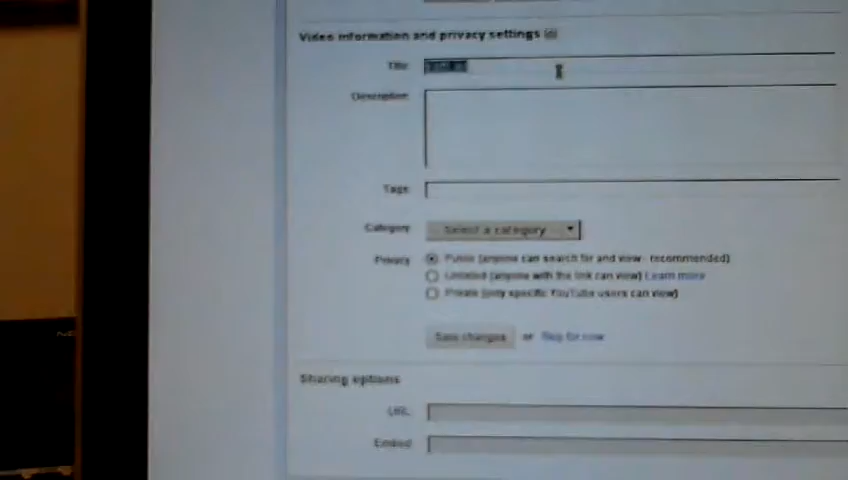 Video information and privacy settings
Title
Description
Tags
Category
Select a category
Privacy
Public (anyone can search for and view - recommended)
Unlisted (anyone with the link can view) Learn more
Private (only specific YouTube users can view)
Save changes or Skip for now
Sharing options
URL
Embed